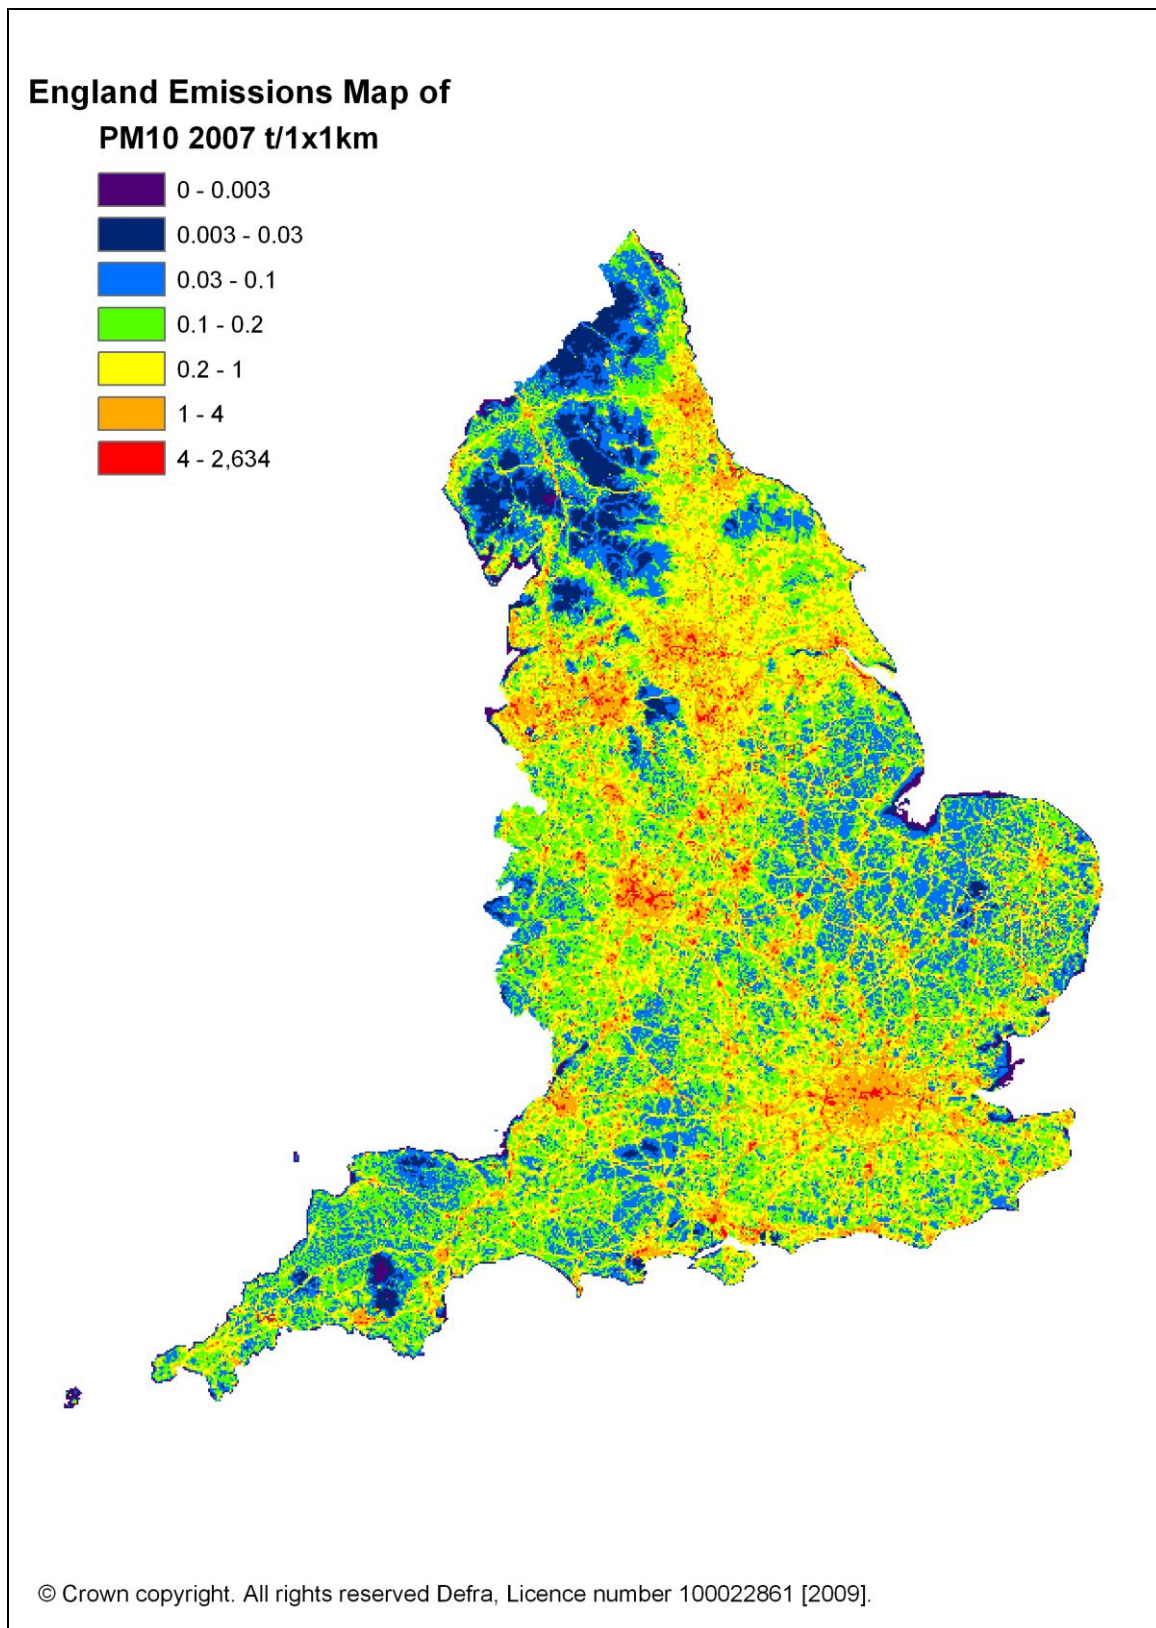 England Emissions Map of
PM10 2007 t/1x1km
0 - 0.003
0.003 - 0.03
0.03 - 0.1
0.1 - 0.2
0.2 - 1
1 - 4
4 - 2,634
© Crown copyright. All rights reserved Defra, Licence number 100022861 [2009].